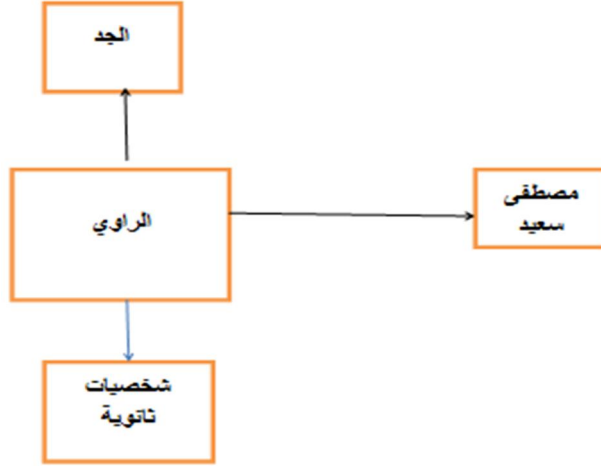 الجد
الراوي
مصطفى
سعيد
شخصيات
ثانوية